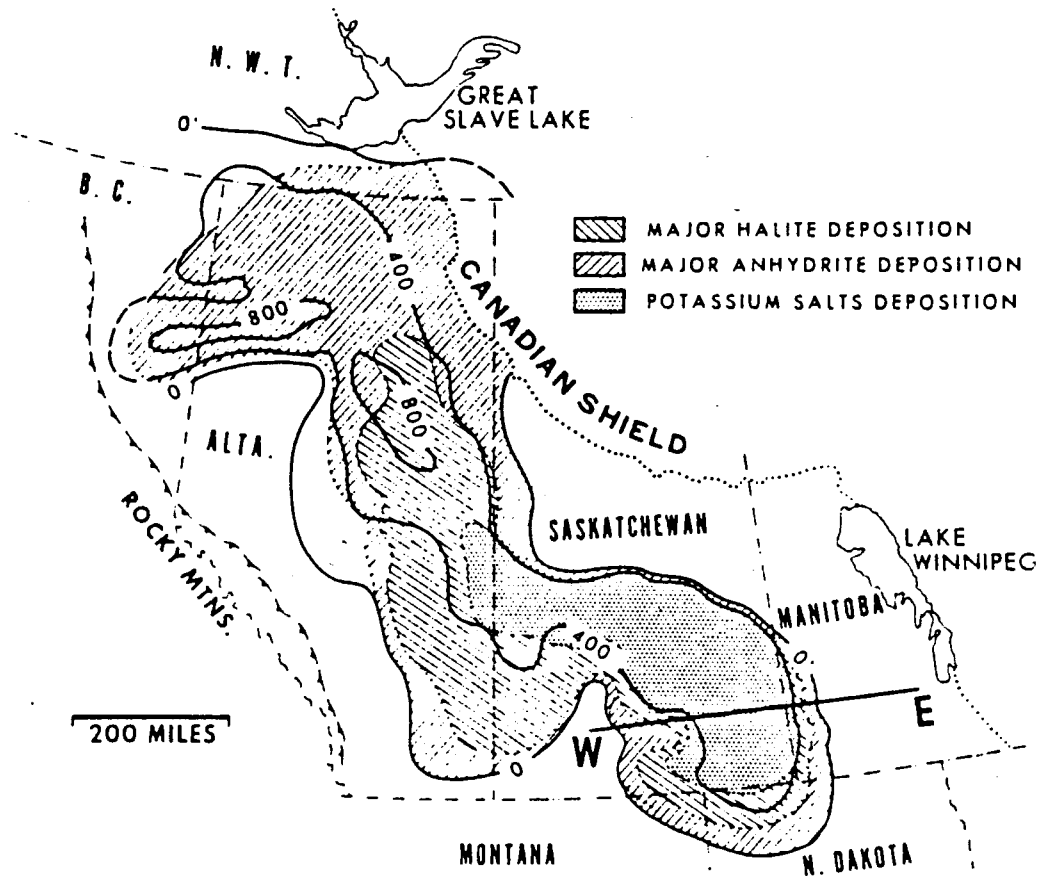 N. W. T.
GREAT
SLAVE LAKE
0'
B. C.
MAJOR HALITE DEPOSITION
MAJOR ANHYDRITE DEPOSITION
POTASSIUM SALTS DEPOSITION
400
CANADIAN SHIELD
800
0
800
ALTA.
ROCKY MTNS.
SASKATCHEWAN
LAKE
WINNIPEG
MANITOBA
400
0
200 MILES
W
E
0
MONTANA
N. DAKOTA